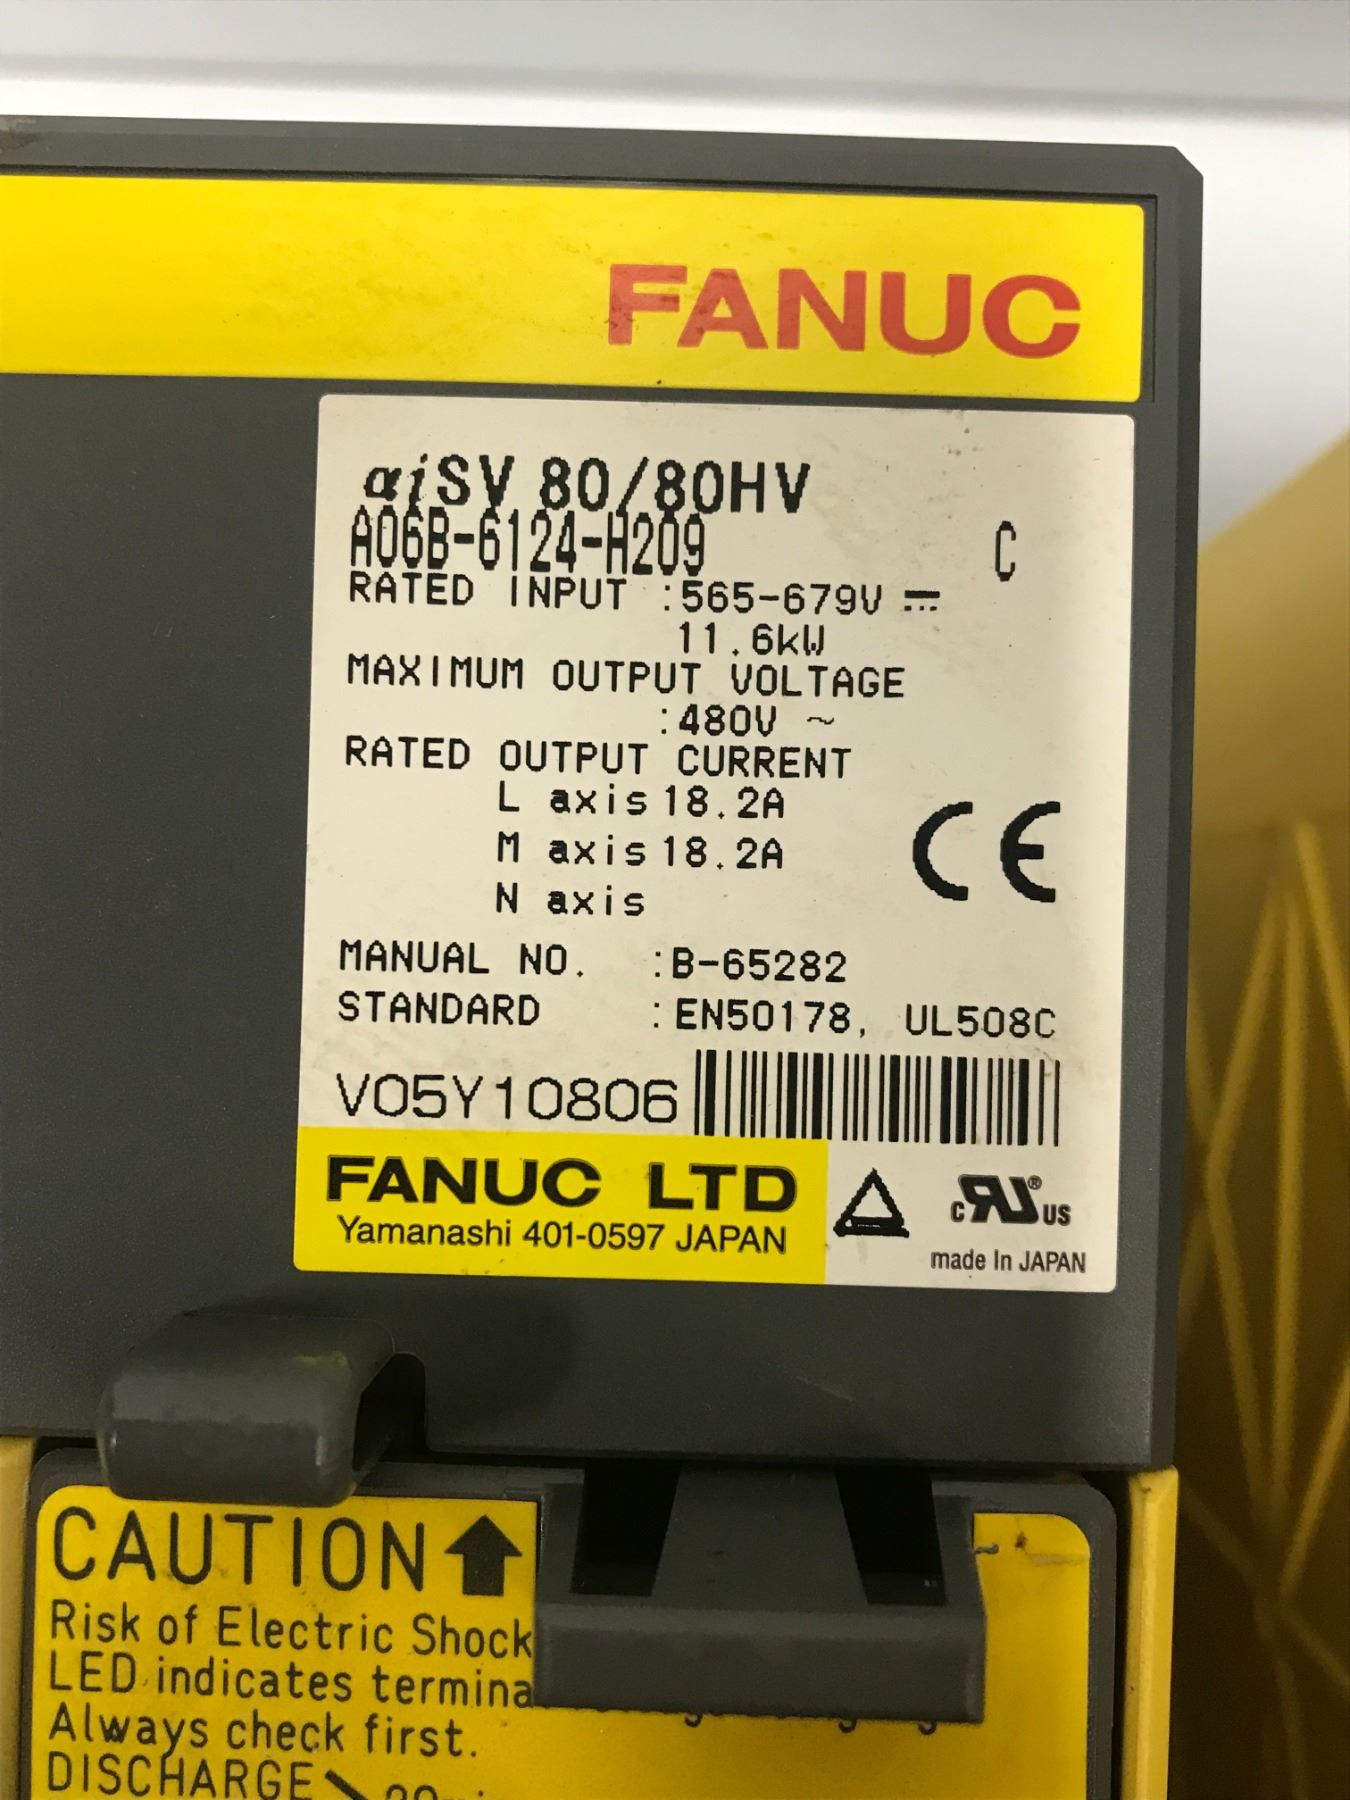 FANUC
αiSV 80/80HV
A06B-6124-H209 C
RATED INPUT :565-679V ⎓
11.6kW
MAXIMUM OUTPUT VOLTAGE
:480V ~
RATED OUTPUT CURRENT
L axis 18.2A
M axis 18.2A
N axis
CE
MANUAL NO. :B-65282
STANDARD :EN50178, UL508C
V05Y10806
FANUC LTD
Yamanashi 401-0597 JAPAN
c RU ® US
made In JAPAN
CAUTION
Risk of Electric Shock
LED indicates
Always check first.
DISCHARGE